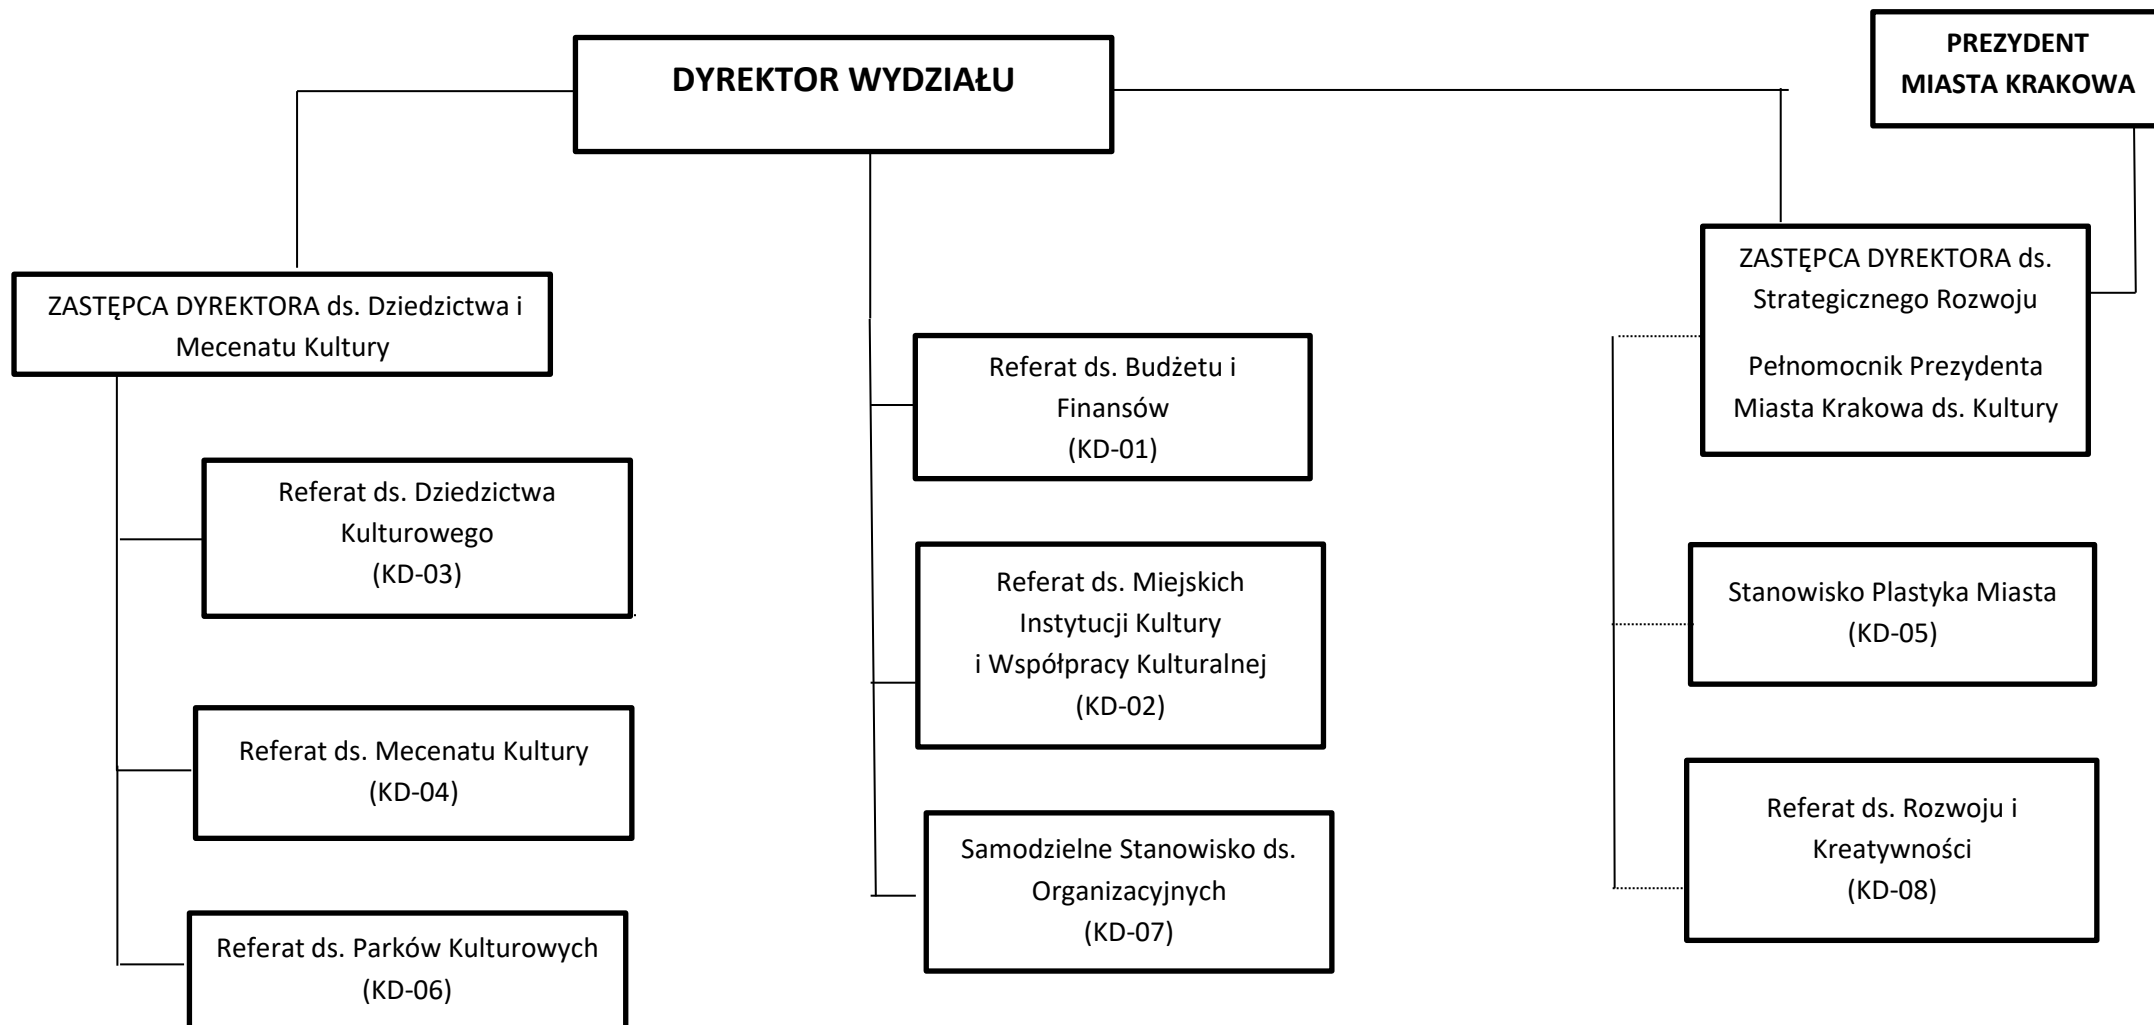 DYREKTOR WYDZIAŁU
PREZYDENT
MIASTA KRAKOWA
ZASTĘPCA DYREKTORA ds. Dziedzictwa i
Mecenatu Kultury
Referat ds. Dziedzictwa
Kulturowego
(KD-03)
Referat ds. Mecenatu Kultury
(KD-04)
Referat ds. Parków Kulturowych
(KD-06)
Referat ds. Budżetu i
Finansów
(KD-01)
Referat ds. Miejskich
Instytucji Kultury
i Współpracy Kulturalnej
(KD-02)
Samodzielne Stanowisko ds.
Organizacyjnych
(KD-07)
ZASTĘPCA DYREKTORA ds.
Strategicznego Rozwoju
Pełnomocnik Prezydenta
Miasta Krakowa ds. Kultury
Stanowisko Plastyka Miasta
(KD-05)
Referat ds. Rozwoju i
Kreatywności
(KD-08)